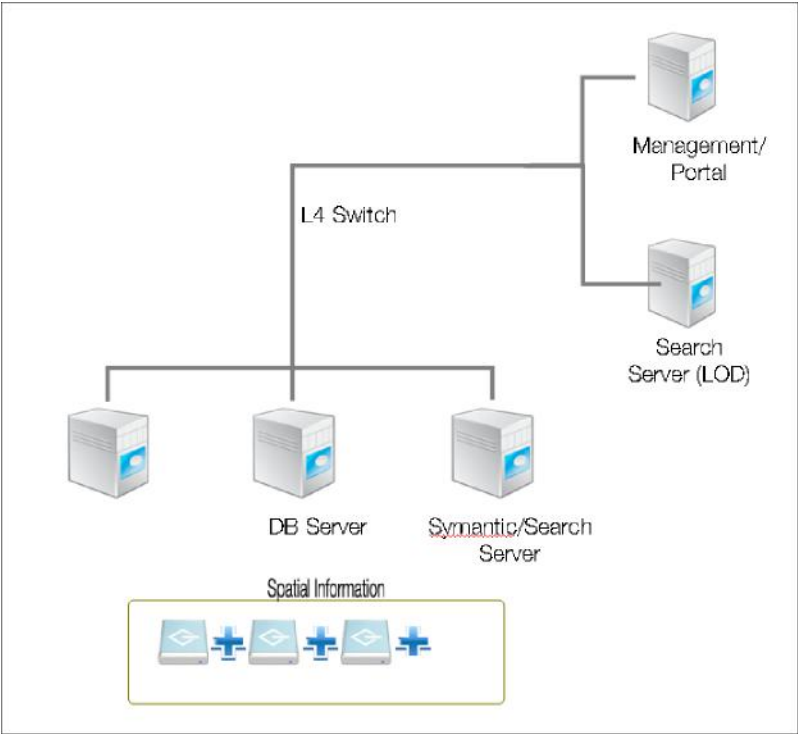 Management/
Portal
L4 Switch
Search
Server (LOD)
DB Server
Symantic/Search
Server
Spatial Information